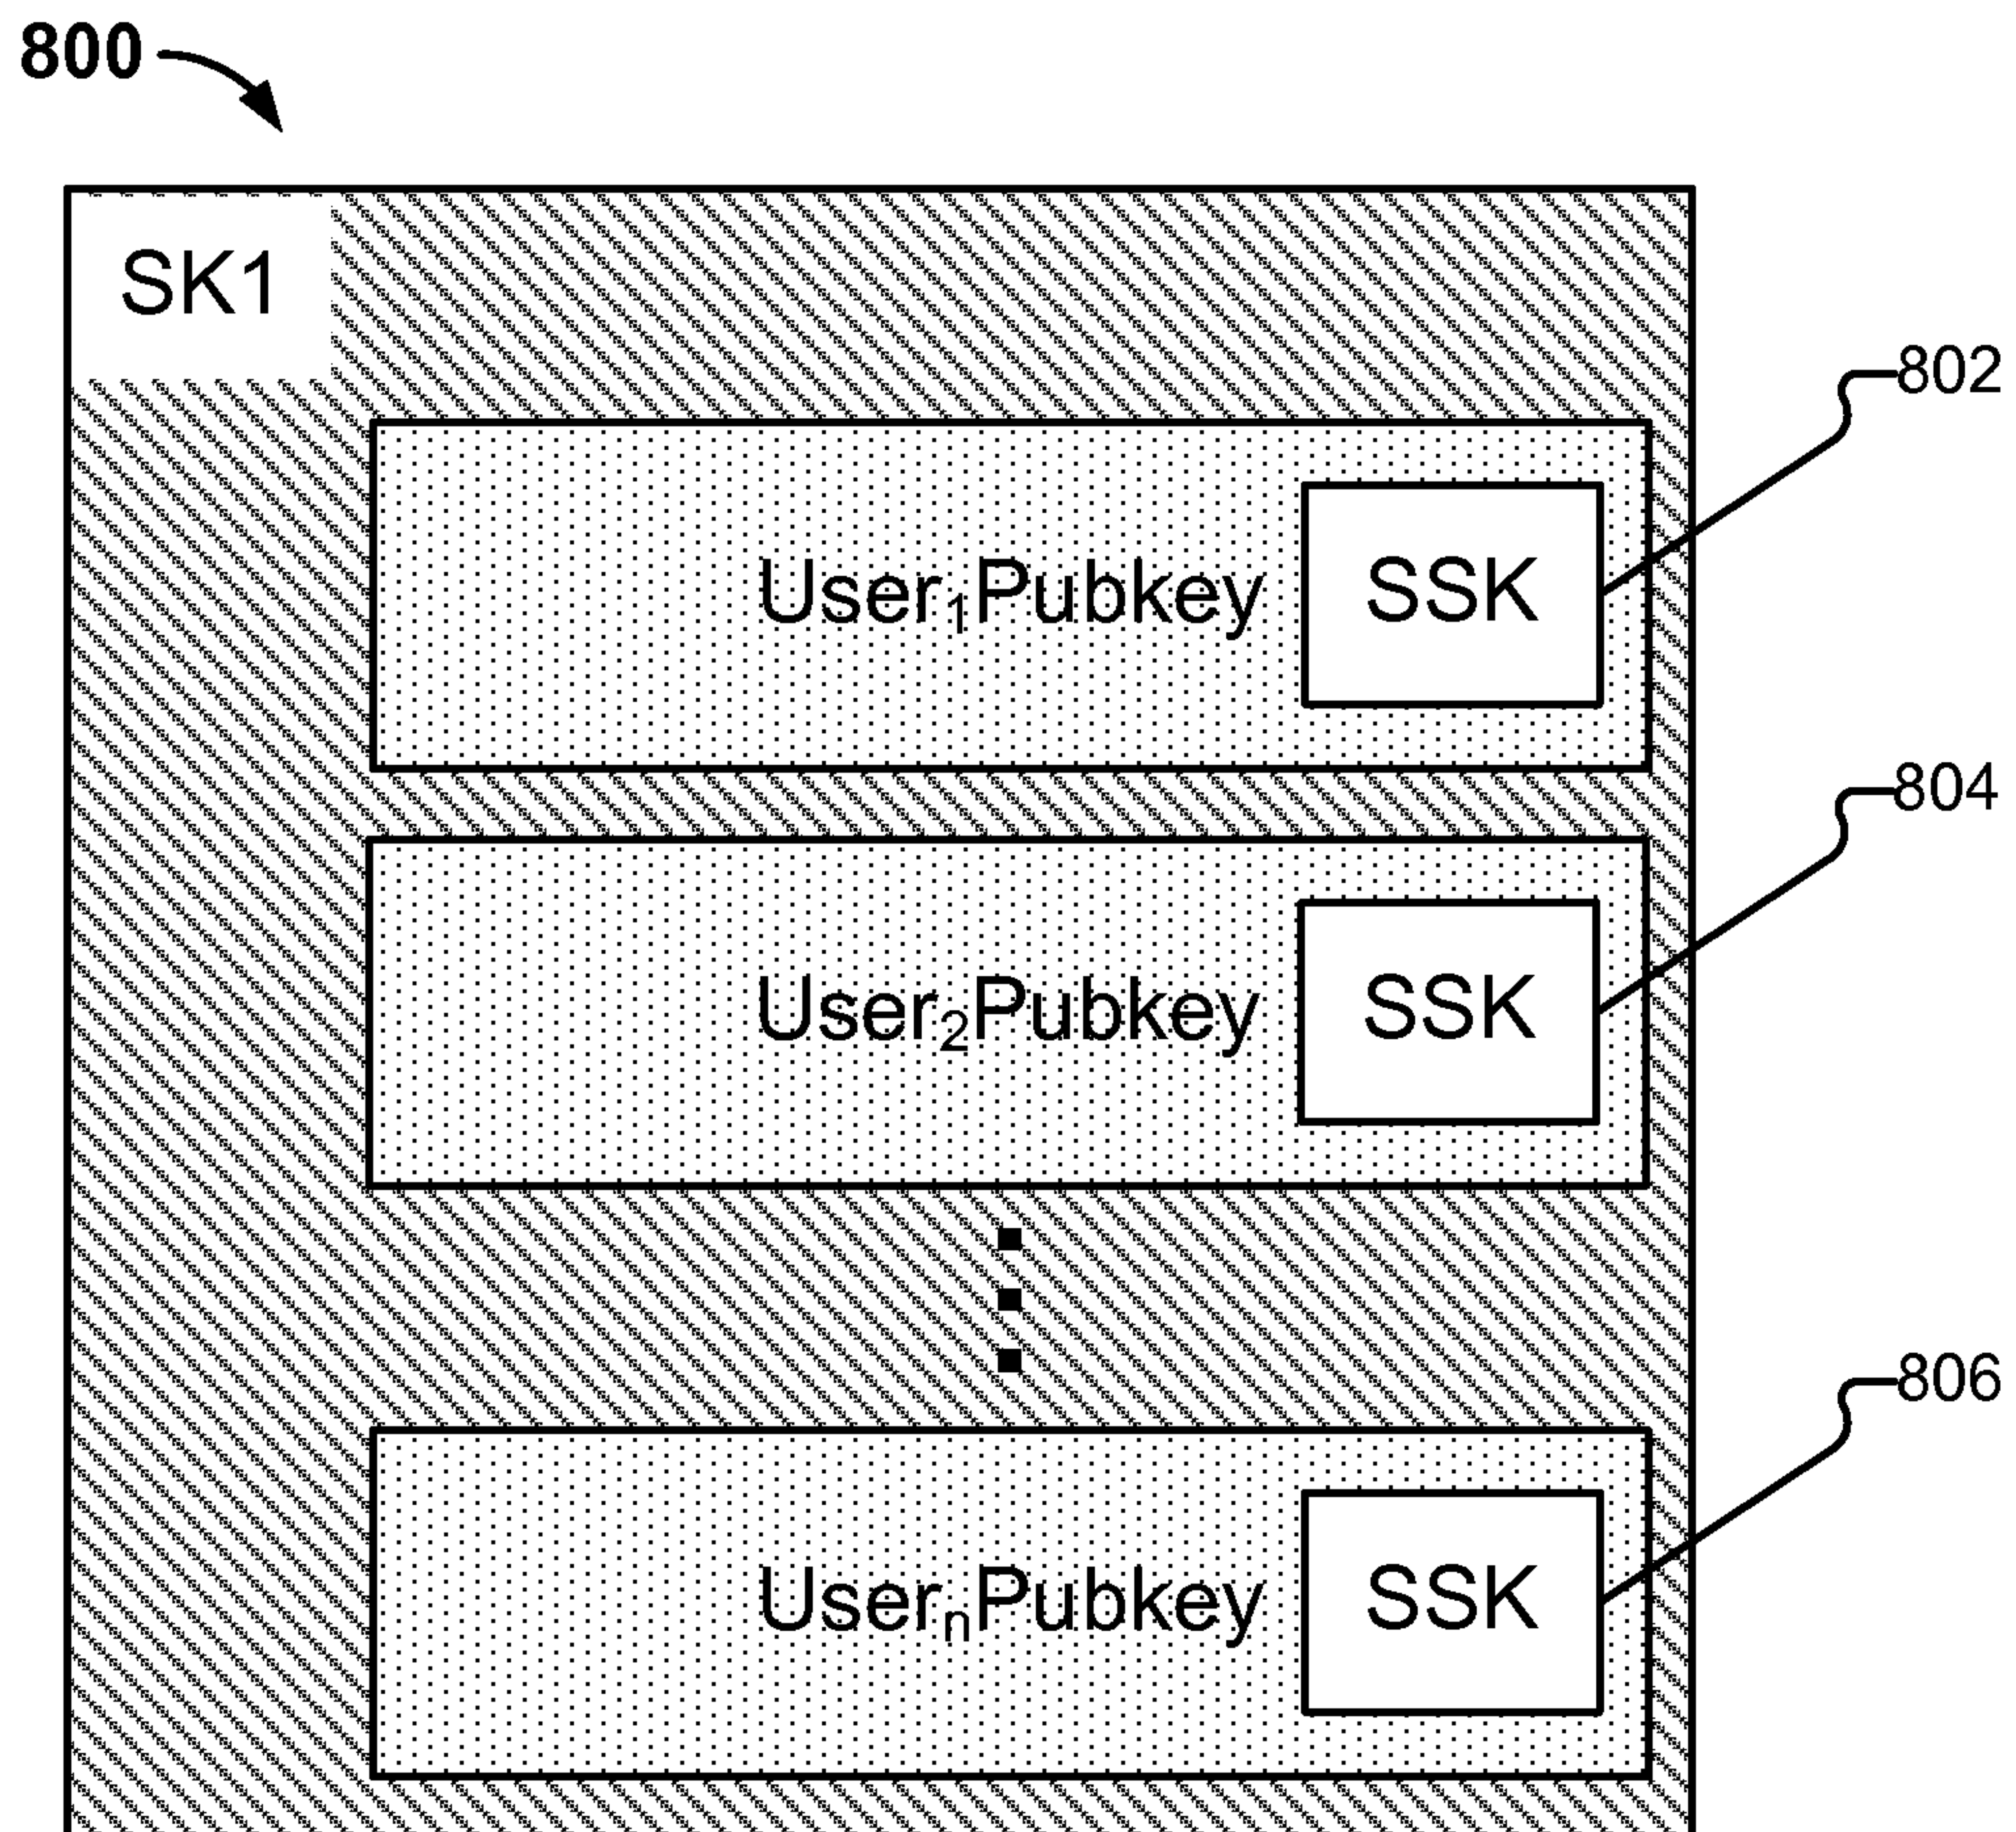 800
SK1
802
User₁Pubkey SSK
804
User₂Pubkey SSK
806
UserₙPubkey SSK